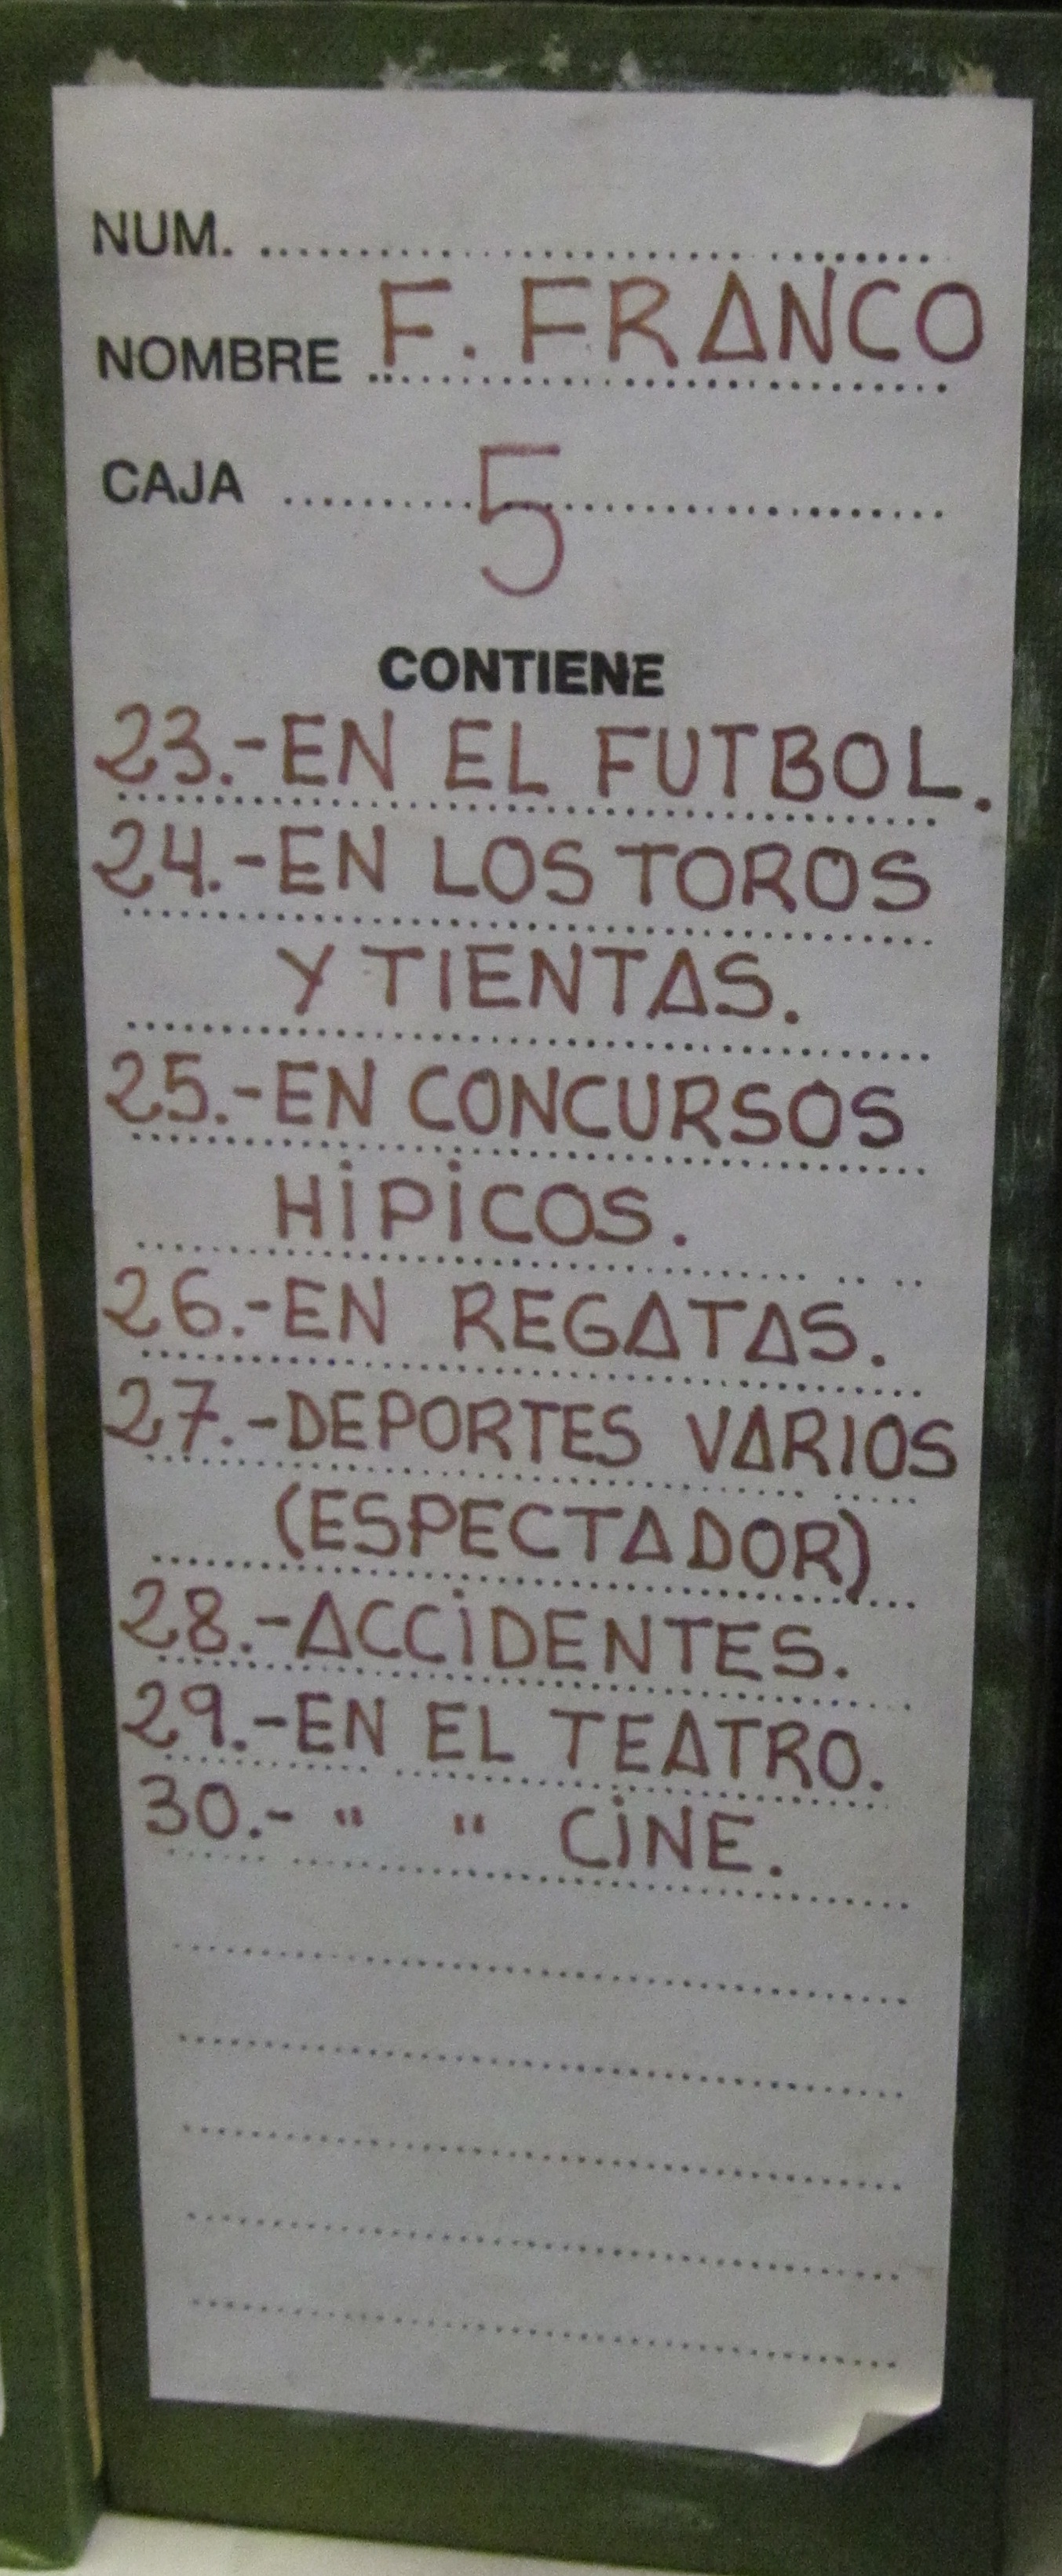 NUM.
NOMBRE F. FRANCO
CAJA 5
CONTIENE
23.-EN EL FUTBOL.
24.-EN LOS TOROS
Y TIENTAS.
25.-EN CONCURSOS
HIPICOS.
26.-EN REGATAS.
27.-DEPORTES VARIOS
(ESPECTADOR)
28.-ACCIDENTES.
29.-EN EL TEATRO.
30.- " " CINE.